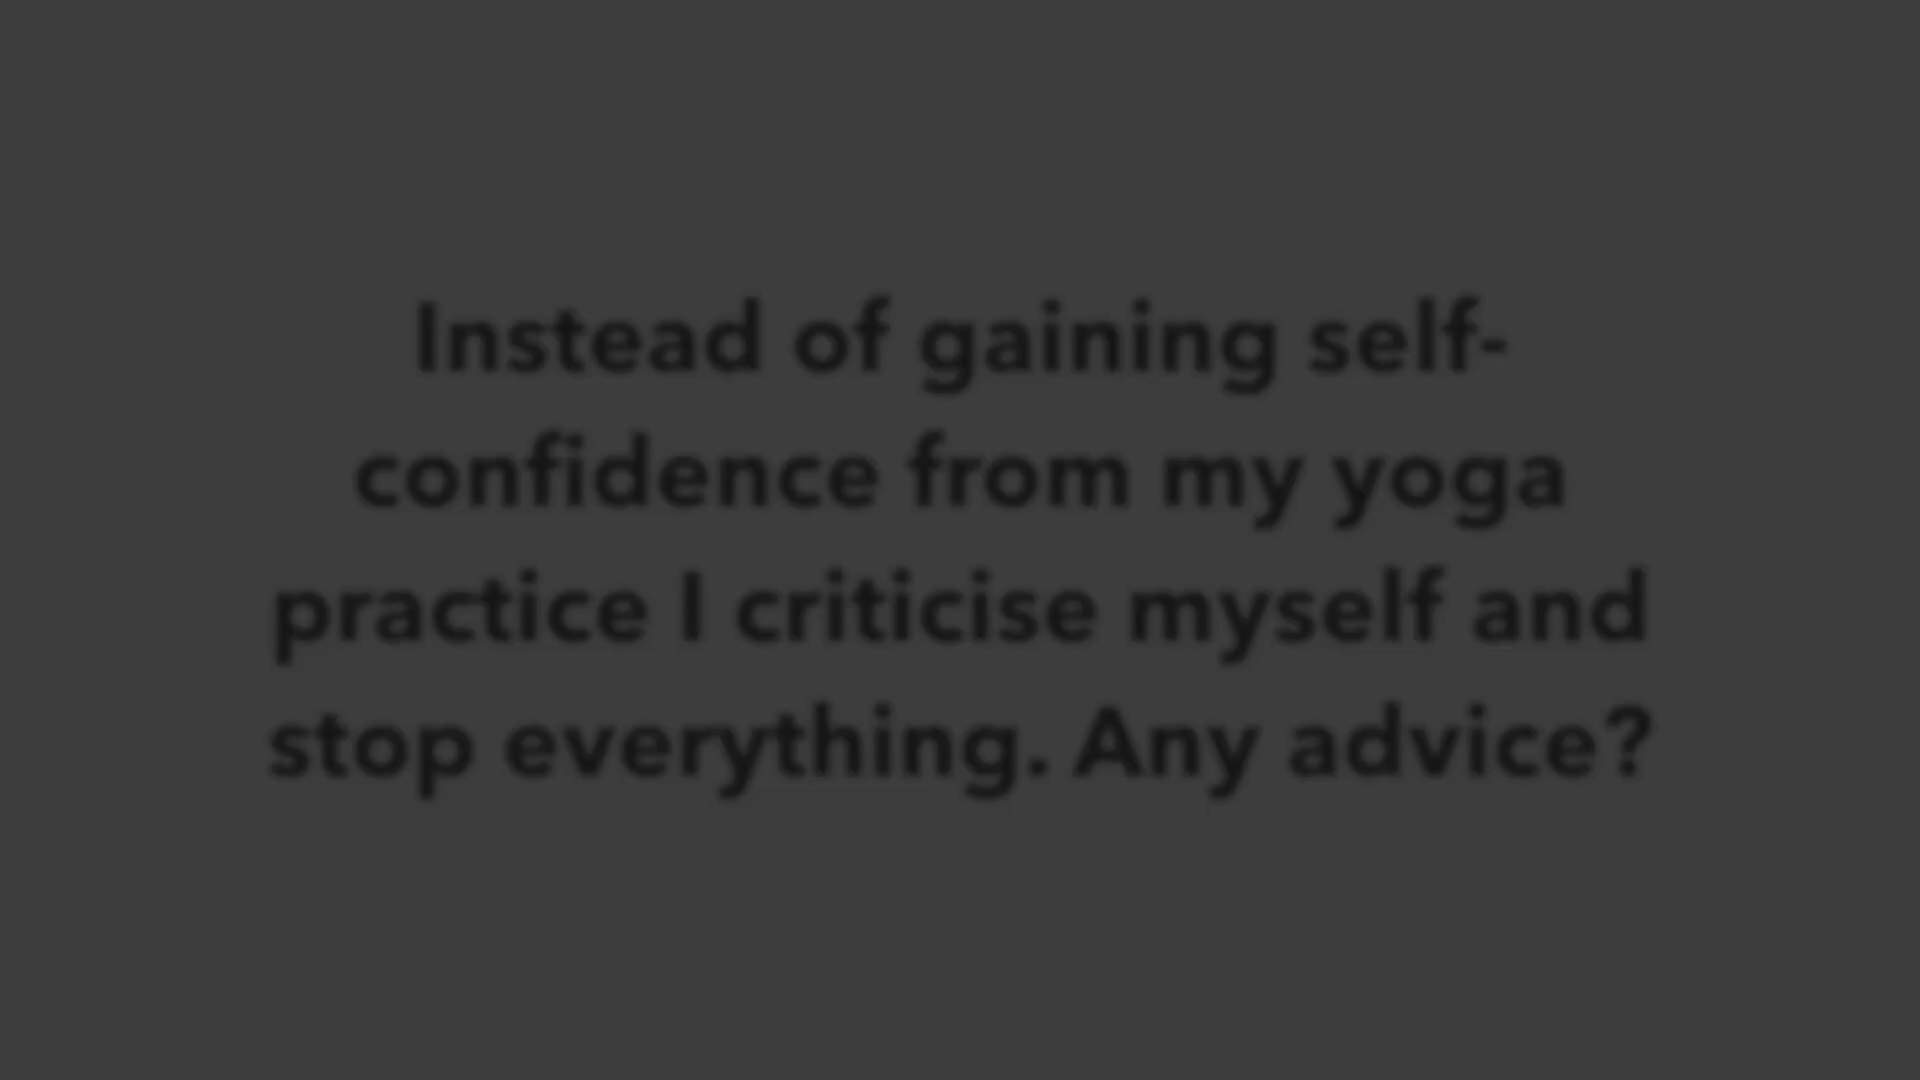 Instead of gaining self-
confidence from my yoga
practice I criticise myself and
stop everything. Any advice?